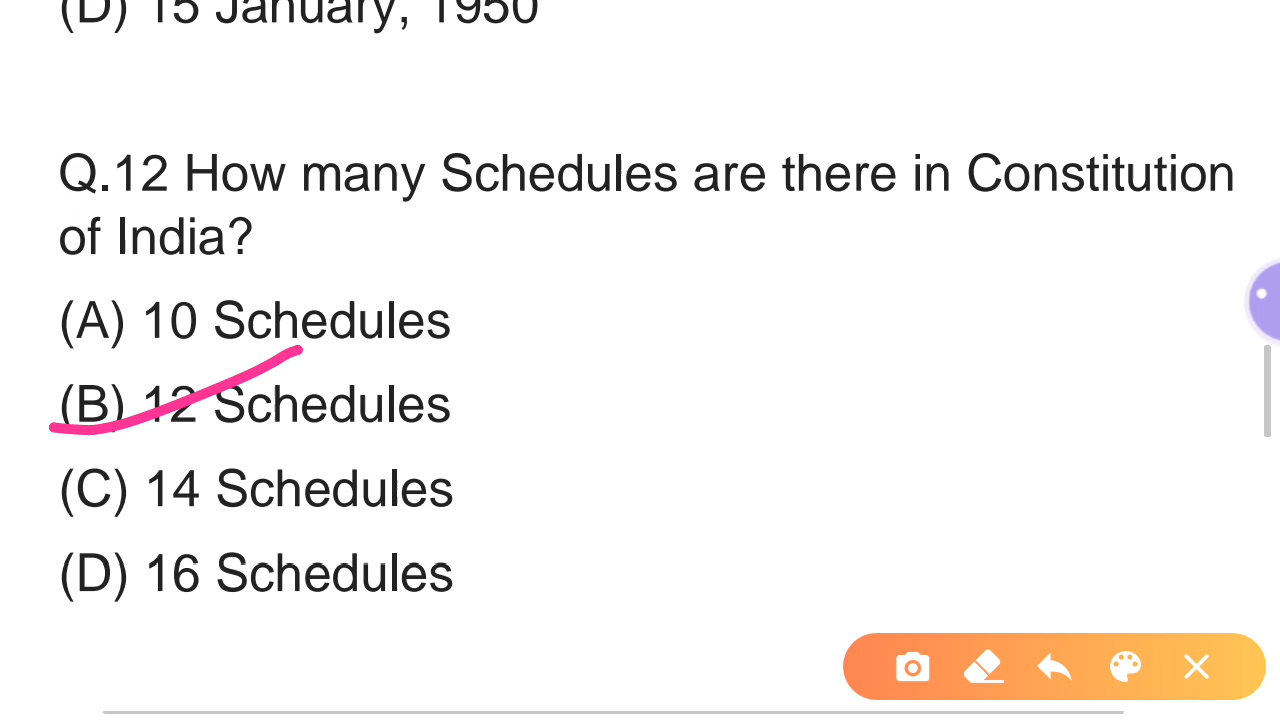 (D) 15 January, 1950
Q.12 How many Schedules are there in Constitution
of India?
(A) 10 Schedules
(B) 12 Schedules
(C) 14 Schedules
(D) 16 Schedules